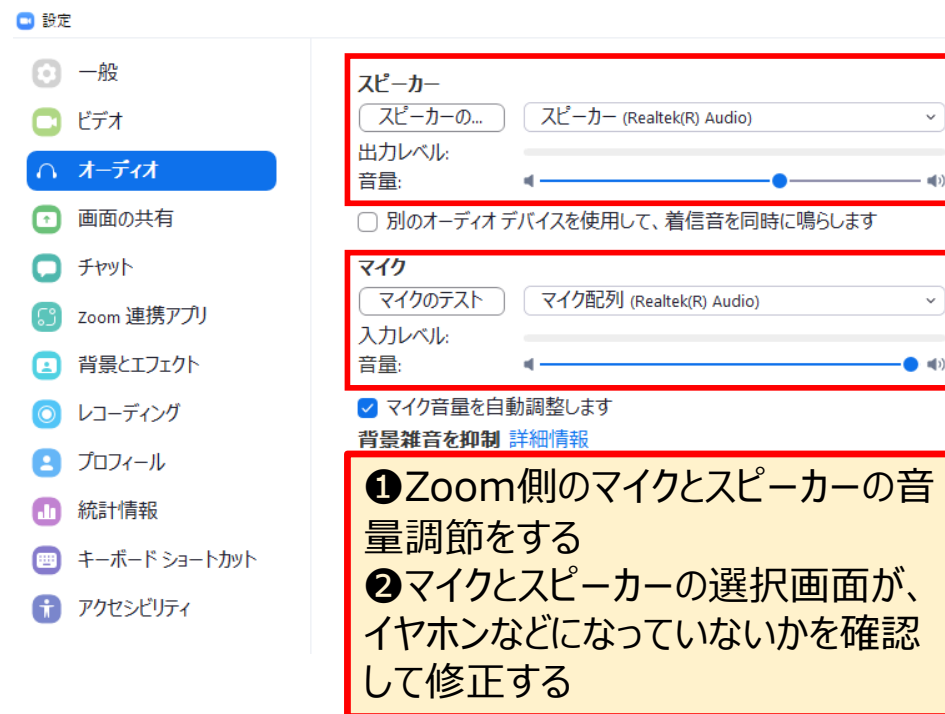 設定
一般
ビデオ
オーディオ
画面の共有
チャット
Zoom 連携アプリ
背景とエフェクト
レコーディング
プロフィール
統計情報
キーボード ショートカット
アクセシビリティ
スピーカー
スピーカーの...
スピーカー (Realtek(R) Audio)
出力レベル:
音量:
別のオーディオ デバイスを使用して、着信音を同時に鳴らします
マイク
マイクのテスト
マイク配列 (Realtek(R) Audio)
入力レベル:
音量:
マイク音量を自動調整します
背景雑音を抑制 詳細情報
❶Zoom側のマイクとスピーカーの音
量調節をする
❷マイクとスピーカーの選択画面が、
イヤホンなどになっていないかを確認
して修正する